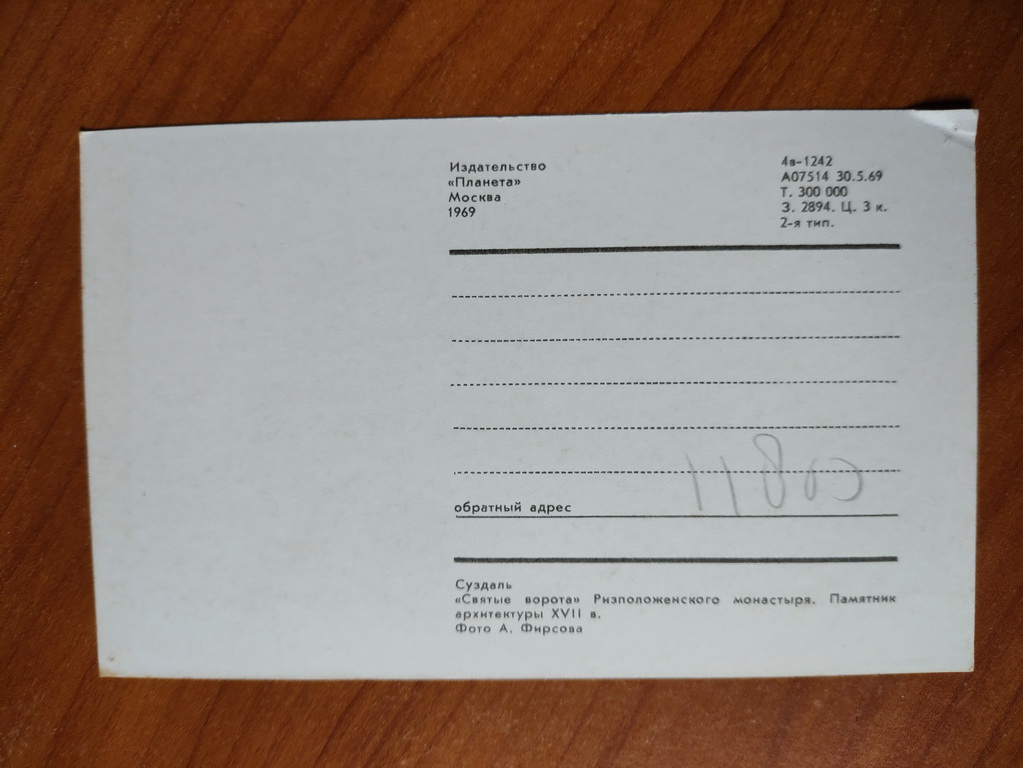 Издательство
«Планета»
Москва
1969
4в-1242
А07514 30.5.69
Т. 300 000
З. 2894. Ц. 3 к.
2-я тип.
обратный адрес
Суздаль
«Святые ворота» Ризположенского монастыря. Памятник
архитектуры XVII в.
Фото А. Фирсова